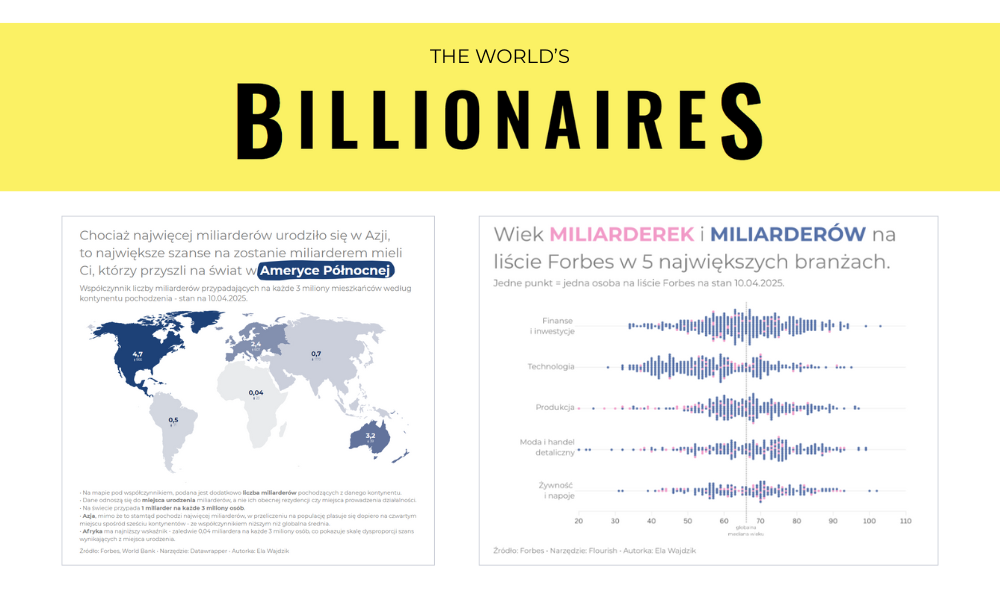 THE WORLD'S
BILLIONAIRES
Chociaż najwięcej miliarderów urodziło się w Azji,
to największe szanse na zostanie miliarderem mieli
Ci, którzy przyszli na świat w Ameryce Północnej
Współczynnik liczby miliarderów przypadających na każde 3 miliony mieszkańców według
kontynentu pochodzenia - stan na 10.04.2025.
4,7
2,4
0,7
0,04
0,5
3,2
• Na mapie pod współczynnikiem, podana jest dodatkowo liczba miliarderów pochodzących z danego kontynentu.
• Dane odnoszą się do miejsca urodzenia miliarderów, a nie ich obecnej rezydencji czy miejsca prowadzenia działalności.
• Na świecie przypada 1 miliarder na każde 3 miliony osób.
• Azja, mimo że to stamtąd pochodzi najwięcej miliarderów, w przeliczeniu na populację plasuje się dopiero na czwartym
miejscu spośród sześciu kontynentów - ze współczynnikiem niższym niż globalna średnia.
• Afryka ma najniższy wskaźnik - zaledwie 0,04 miliardera na każde 3 miliony osób, co pokazuje skalę dysproporcji szans
wynikających z miejsca urodzenia.
Źródło: Forbes, World Bank • Narzędzie: Datawrapper • Autorka: Ela Wajdzik
Wiek MILIARDEREK i MILIARDERÓW na
liście Forbes w 5 największych branżach.
Jedne punkt = jedna osoba na liście Forbes na stan 10.04.2025.
Finanse
i inwestycje
Technologia
Produkcja
Moda i handel
detaliczny
Żywność
i napoje
20 30 40 50 60 70 80 90 100 110
globalna
mediana wieku
Źródło: Forbes • Narzędzie: Flourish • Autorka: Ela Wajdzik